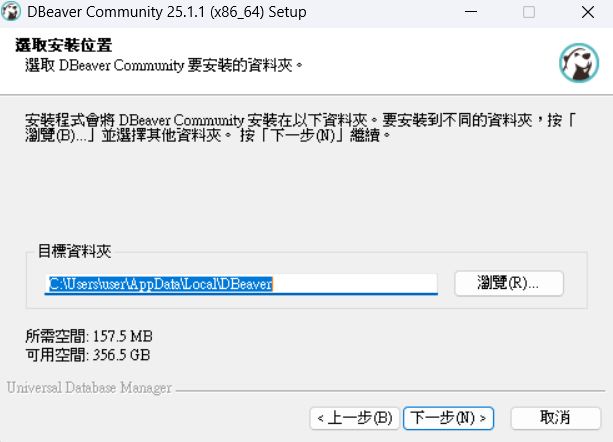 DBeaver Community 25.1.1 (x86_64) Setup
選取安裝位置
選取 DBeaver Community 要安裝的資料夾。
安裝程式會將 DBeaver Community 安裝在以下資料夾。要安裝到不同的資料夾，按「
瀏覽(B)...」並選擇其他資料夾。 按「下一步(N)」繼續。
目標資料夾
C:\Users\user\AppData\Local\DBeaver
瀏覽(R)...
所需空間: 157.5 MB
可用空間: 356.5 GB
Universal Database Manager
< 上一步(B)
下一步(N) >
取消